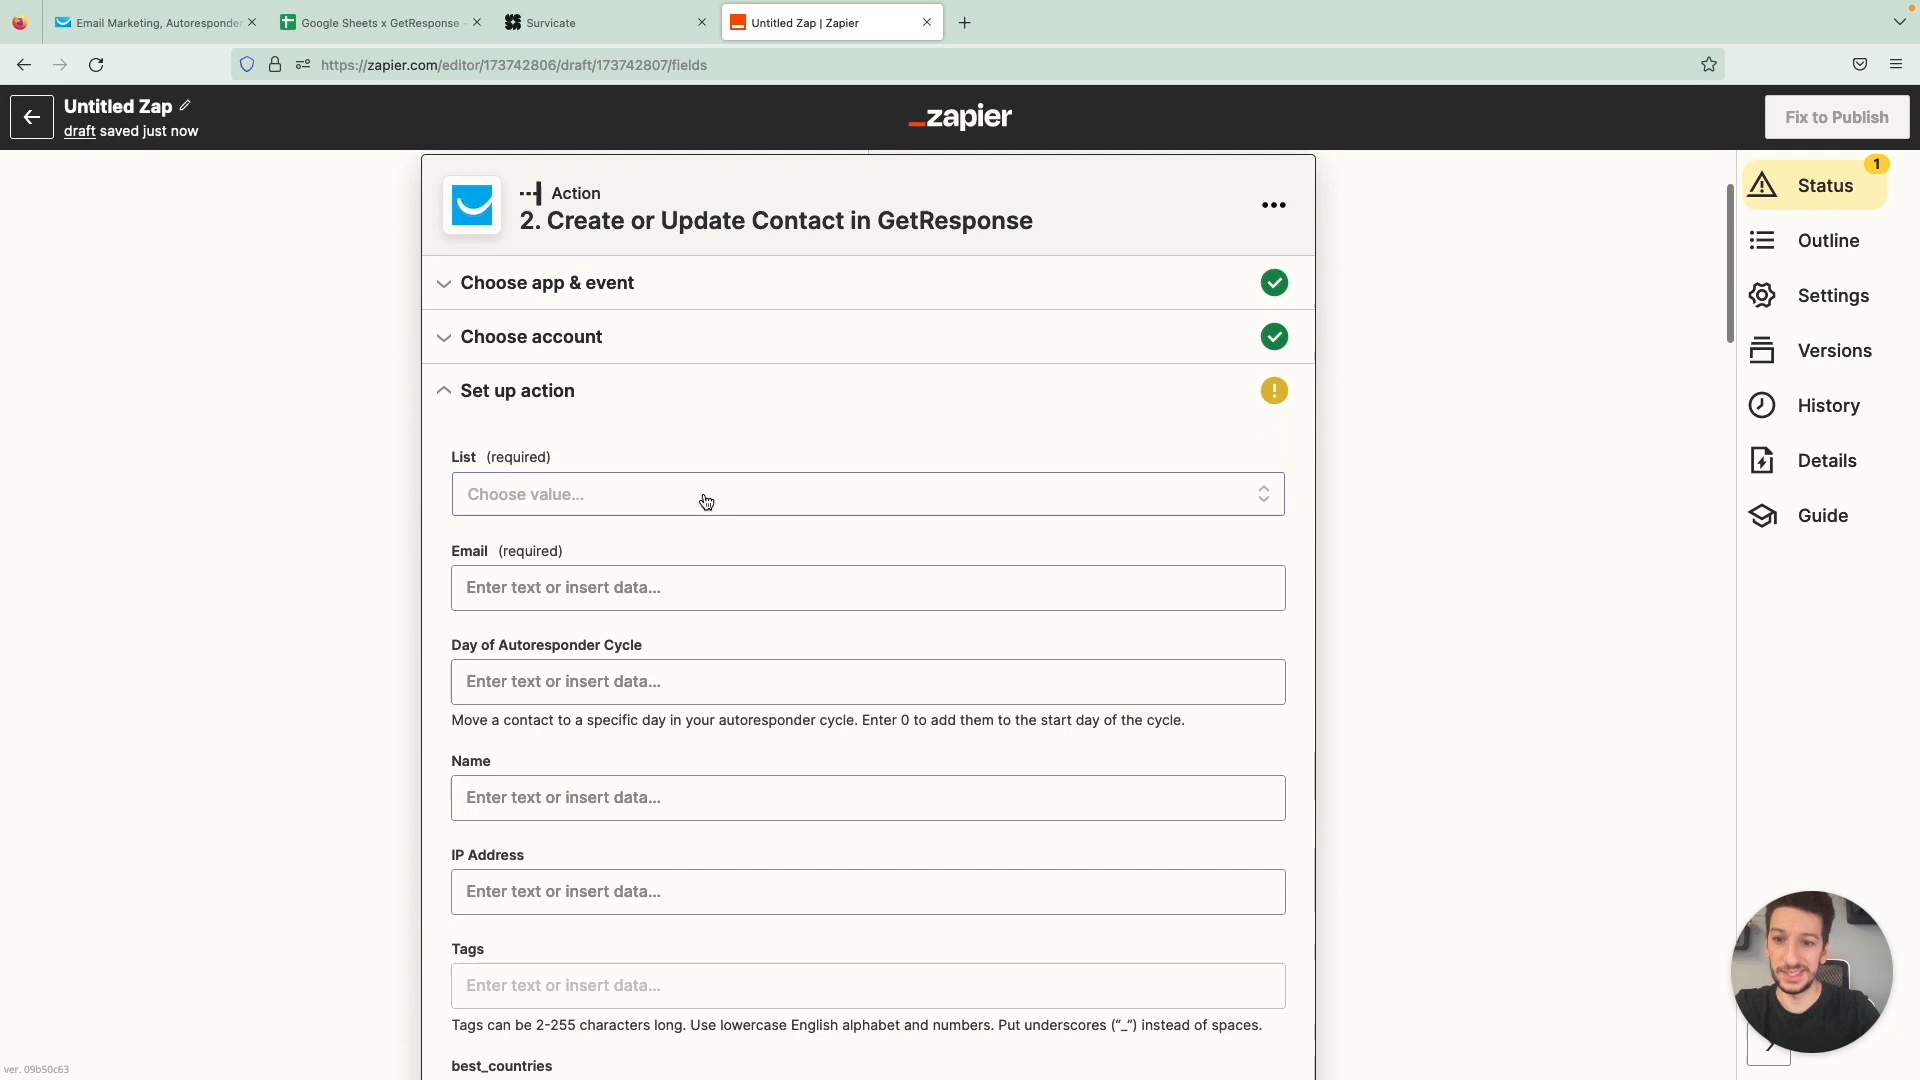 Email Marketing, Autoresponder
Google Sheets x GetResponse -
Survicate
Untitled Zap | Zapier
https://zapier.com/editor/173742806/draft/173742807/fields
Untitled Zap
draft saved just now
zapier
Fix to Publish
Action
2. Create or Update Contact in GetResponse
Choose app & event
Choose account
Set up action
List (required)
Choose value...
Email (required)
Enter text or insert data...
Day of Autoresponder Cycle
Enter text or insert data...
Move a contact to a specific day in your autoresponder cycle. Enter 0 to add them to the start day of the cycle.
Name
Enter text or insert data...
IP Address
Enter text or insert data...
Tags
Enter text or insert data...
Tags can be 2-255 characters long. Use lowercase English alphabet and numbers. Put underscores (“_”) instead of spaces.
best_countries
1
Status
Outline
Settings
Versions
History
Details
Guide
ver. 09b50c63